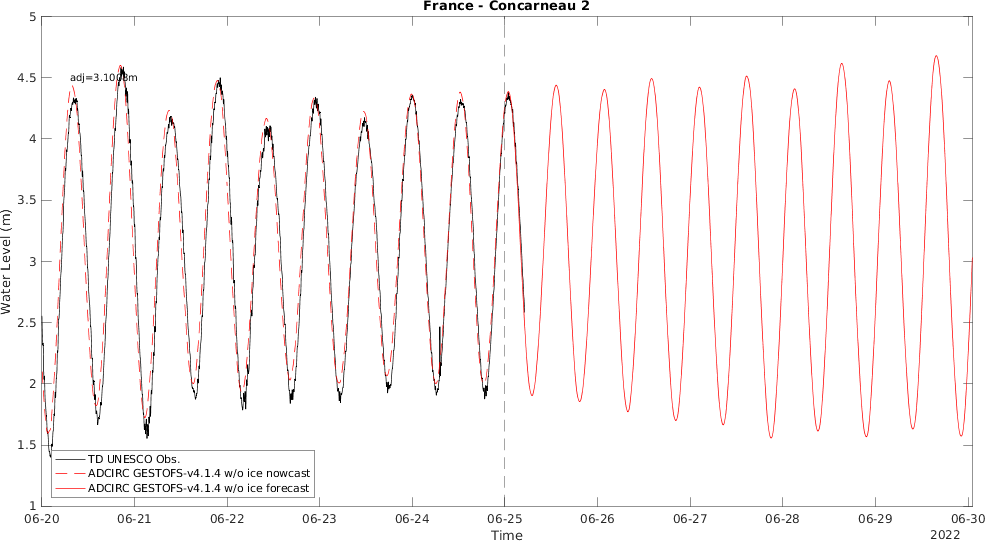 France - Concarneau 2
5
4.5
4
3.5
3
2.5
2
1.5
1
Water Level (m)
adj=3.1008m
TD UNESCO Obs.
ADCIRC GESTOFS-v4.1.4 w/o ice nowcast
ADCIRC GESTOFS-v4.1.4 w/o ice forecast
06-20 06-21 06-22 06-23 06-24 06-25 06-26 06-27 06-28 06-29 06-30
Time
2022